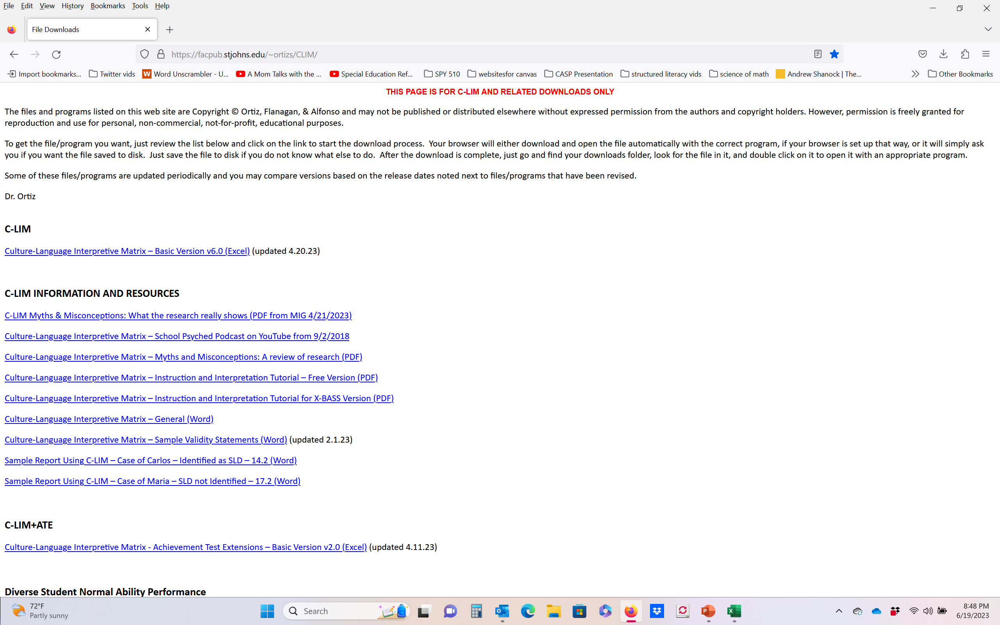 File Edit View History Bookmarks Tools Help
File Downloads
https://facpub.stjohns.edu/~ortizs/CLIM/
Import bookmarks... Twitter vids W Word Unscrambler - U... A Mom Talks with the ... Special Education Ref... SPY 510 websitesfor canvas CASP Presentation structured literacy vids science of math Andrew Shanock | The... Other Bookmarks
THIS PAGE IS FOR C-LIM AND RELATED DOWNLOADS ONLY
The files and programs listed on this web site are Copyright © Ortiz, Flanagan, & Alfonso and may not be published or distributed elsewhere without expressed permission from the authors and copyright holders. However, permission is freely granted for
reproduction and use for personal, non-commercial, not-for-profit, educational purposes.
To get the file/program you want, just review the list below and click on the link to start the download process.  Your browser will either download and open the file automatically with the correct program, if your browser is set up that way, or it will simply ask
you if you want the file saved to disk.  Just save the file to disk if you do not know what else to do.  After the download is complete, just go and find your downloads folder, look for the file in it, and double click on it to open it with an appropriate program.
Some of these files/programs are updated periodically and you may compare versions based on the release dates noted next to files/programs that have been revised.
Dr. Ortiz
C-LIM
Culture-Language Interpretive Matrix – Basic Version v6.0 (Excel) (updated 4.20.23)
C-LIM INFORMATION AND RESOURCES
C-LIM Myths & Misconceptions: What the research really shows (PDF from MIG 4/21/2023)
Culture-Language Interpretive Matrix – School Psyched Podcast on YouTube from 9/2/2018
Culture-Language Interpretive Matrix – Myths and Misconceptions: A review of research (PDF)
Culture-Language Interpretive Matrix – Instruction and Interpretation Tutorial – Free Version (PDF)
Culture-Language Interpretive Matrix – Instruction and Interpretation Tutorial for X-BASS Version (PDF)
Culture-Language Interpretive Matrix – General (Word)
Culture-Language Interpretive Matrix – Sample Validity Statements (Word) (updated 2.1.23)
Sample Report Using C-LIM – Case of Carlos – Identified as SLD – 14.2 (Word)
Sample Report Using C-LIM – Case of Maria – SLD not Identified – 17.2 (Word)
C-LIM+ATE
Culture-Language Interpretive Matrix - Achievement Test Extensions – Basic Version v2.0 (Excel) (updated 4.11.23)
Diverse Student Normal Ability Performance
72°F
Partly sunny
Search
8:48 PM
6/19/2023